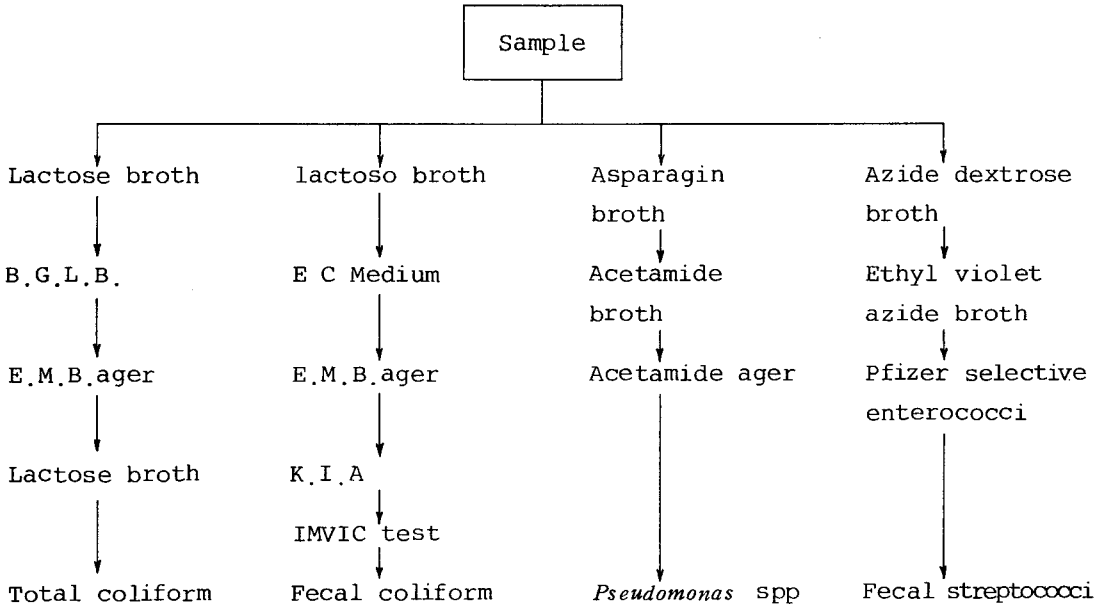 Sample
Lactose broth
B.G.L.B.
E.M.B.ager
Lactose broth
Total coliform
lactoso broth
E C Medium
E.M.B.ager
K.I.A
IMVIC test
Fecal coliform
Asparagin
broth
Acetamide
broth
Acetamide ager
Pseudomonas spp
Azide dextrose
broth
Ethyl violet
azide broth
Pfizer selective
enterococci
Fecal streptococci